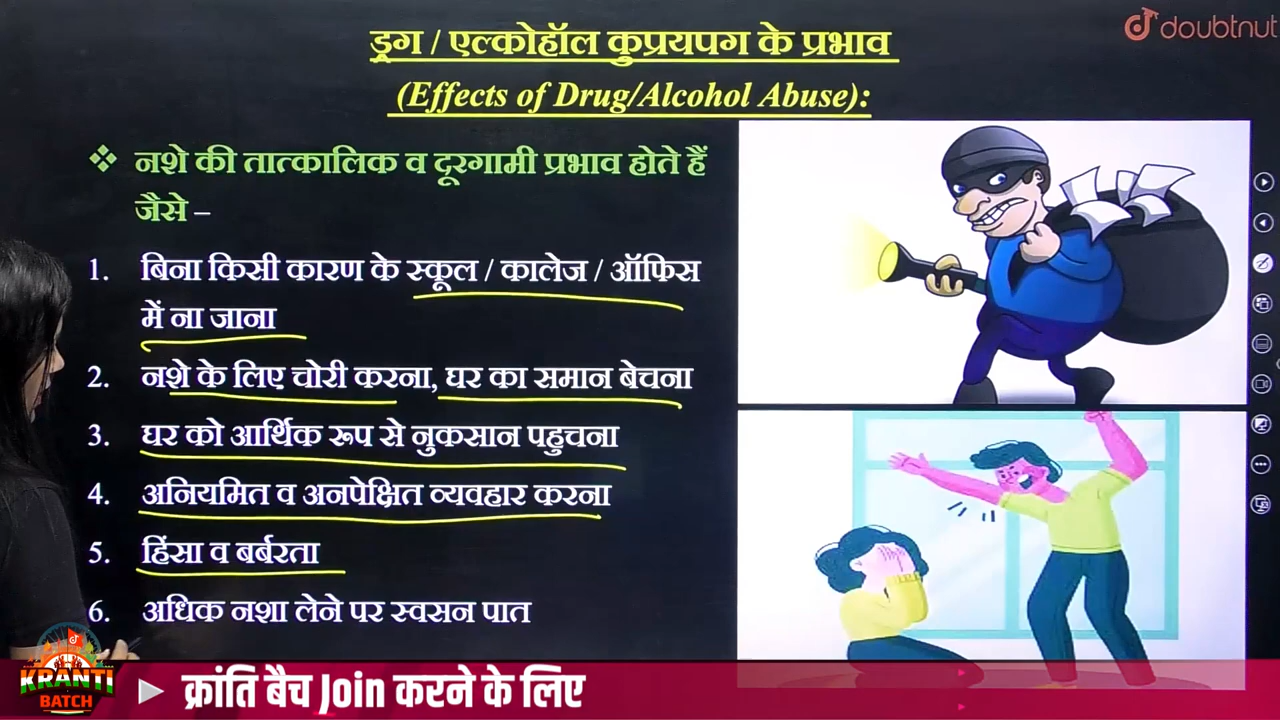 ड्रग / एल्कोहॉल कुप्रयपग के प्रभाव
doubtnut
(Effects of Drug/Alcohol Abuse):
❖ नशे की तात्कालिक व दूरगामी प्रभाव होते हैं
जैसे –
1. बिना किसी कारण के स्कूल / कालेज / ऑफिस
में ना जाना
2. नशे के लिए चोरी करना, घर का समान बेचना
3. घर को आर्थिक रूप से नुकसान पहुचना
4. अनियमित व अनपेक्षित व्यवहार करना
5. हिंसा व बर्बरता
6. अधिक नशा लेने पर स्वसन पात
KRANTI
BATCH
क्रांति बैच Join करने के लिए